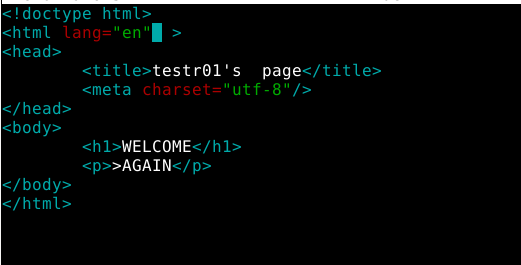 <!doctype html>
<html lang="en"  >
<head>
        <title>testr01's  page</title>
        <meta charset="utf-8"/>
</head>
<body>
        <h1>WELCOME</h1>
        <p>>AGAIN</p>
</body>
</html>